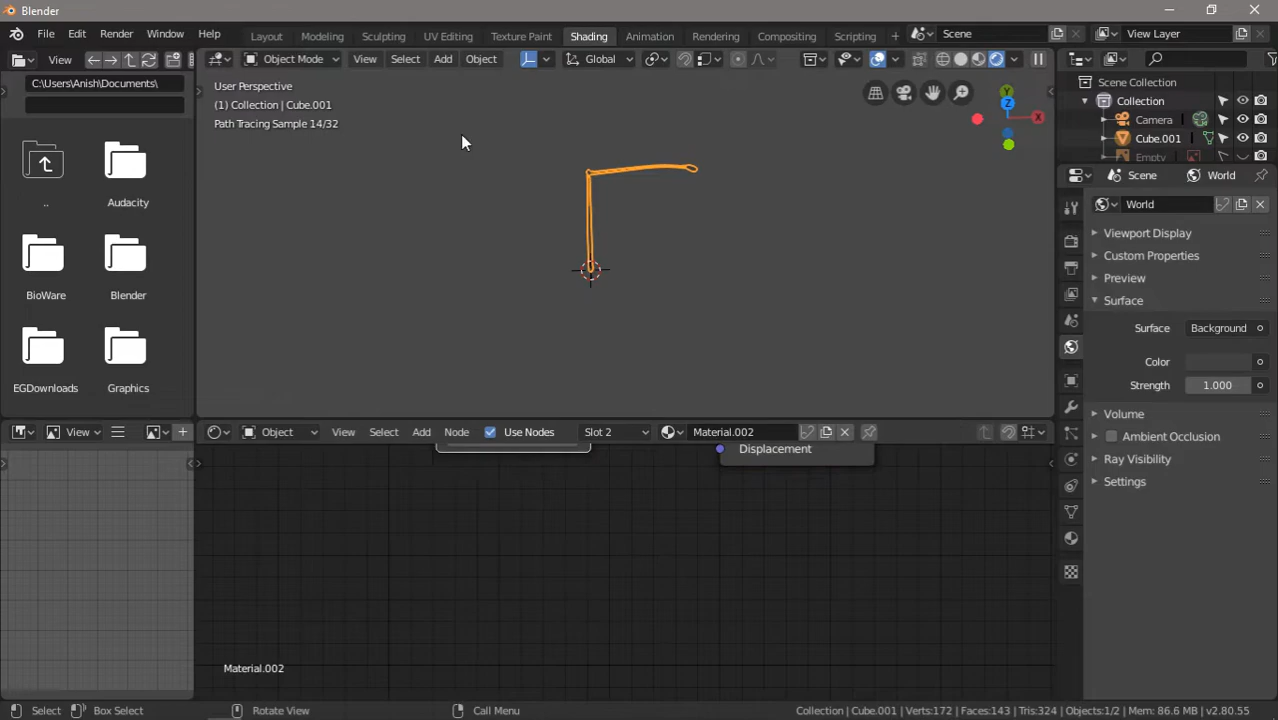 Blender
File Edit Render Window Help
Layout Modeling Sculpting UV Editing Texture Paint Shading Animation Rendering Compositing Scripting +
Scene
View Layer
View
Object Mode View Select Add Object Global
C:\Users\Anish\Documents\
..
Audacity
BioWare
Blender
EGDownloads
Graphics
User Perspective
(1) Collection | Cube.001
Path Tracing Sample 14/32
Y
Z
X
Scene Collection
Collection
Camera
Cube.001
Empty
Scene World
World
Viewport Display
Custom Properties
Preview
Surface
Surface Background
Color
Strength 1.000
Volume
Ambient Occlusion
Ray Visibility
Settings
View
Object View Select Add Node Use Nodes Slot 2 Material.002
Displacement
Material.002
Select Box Select Rotate View Call Menu
Collection | Cube.001 | Verts:172 | Faces:143 | Tris:324 | Objects:1/2 | Mem: 86.6 MB | v2.80.55